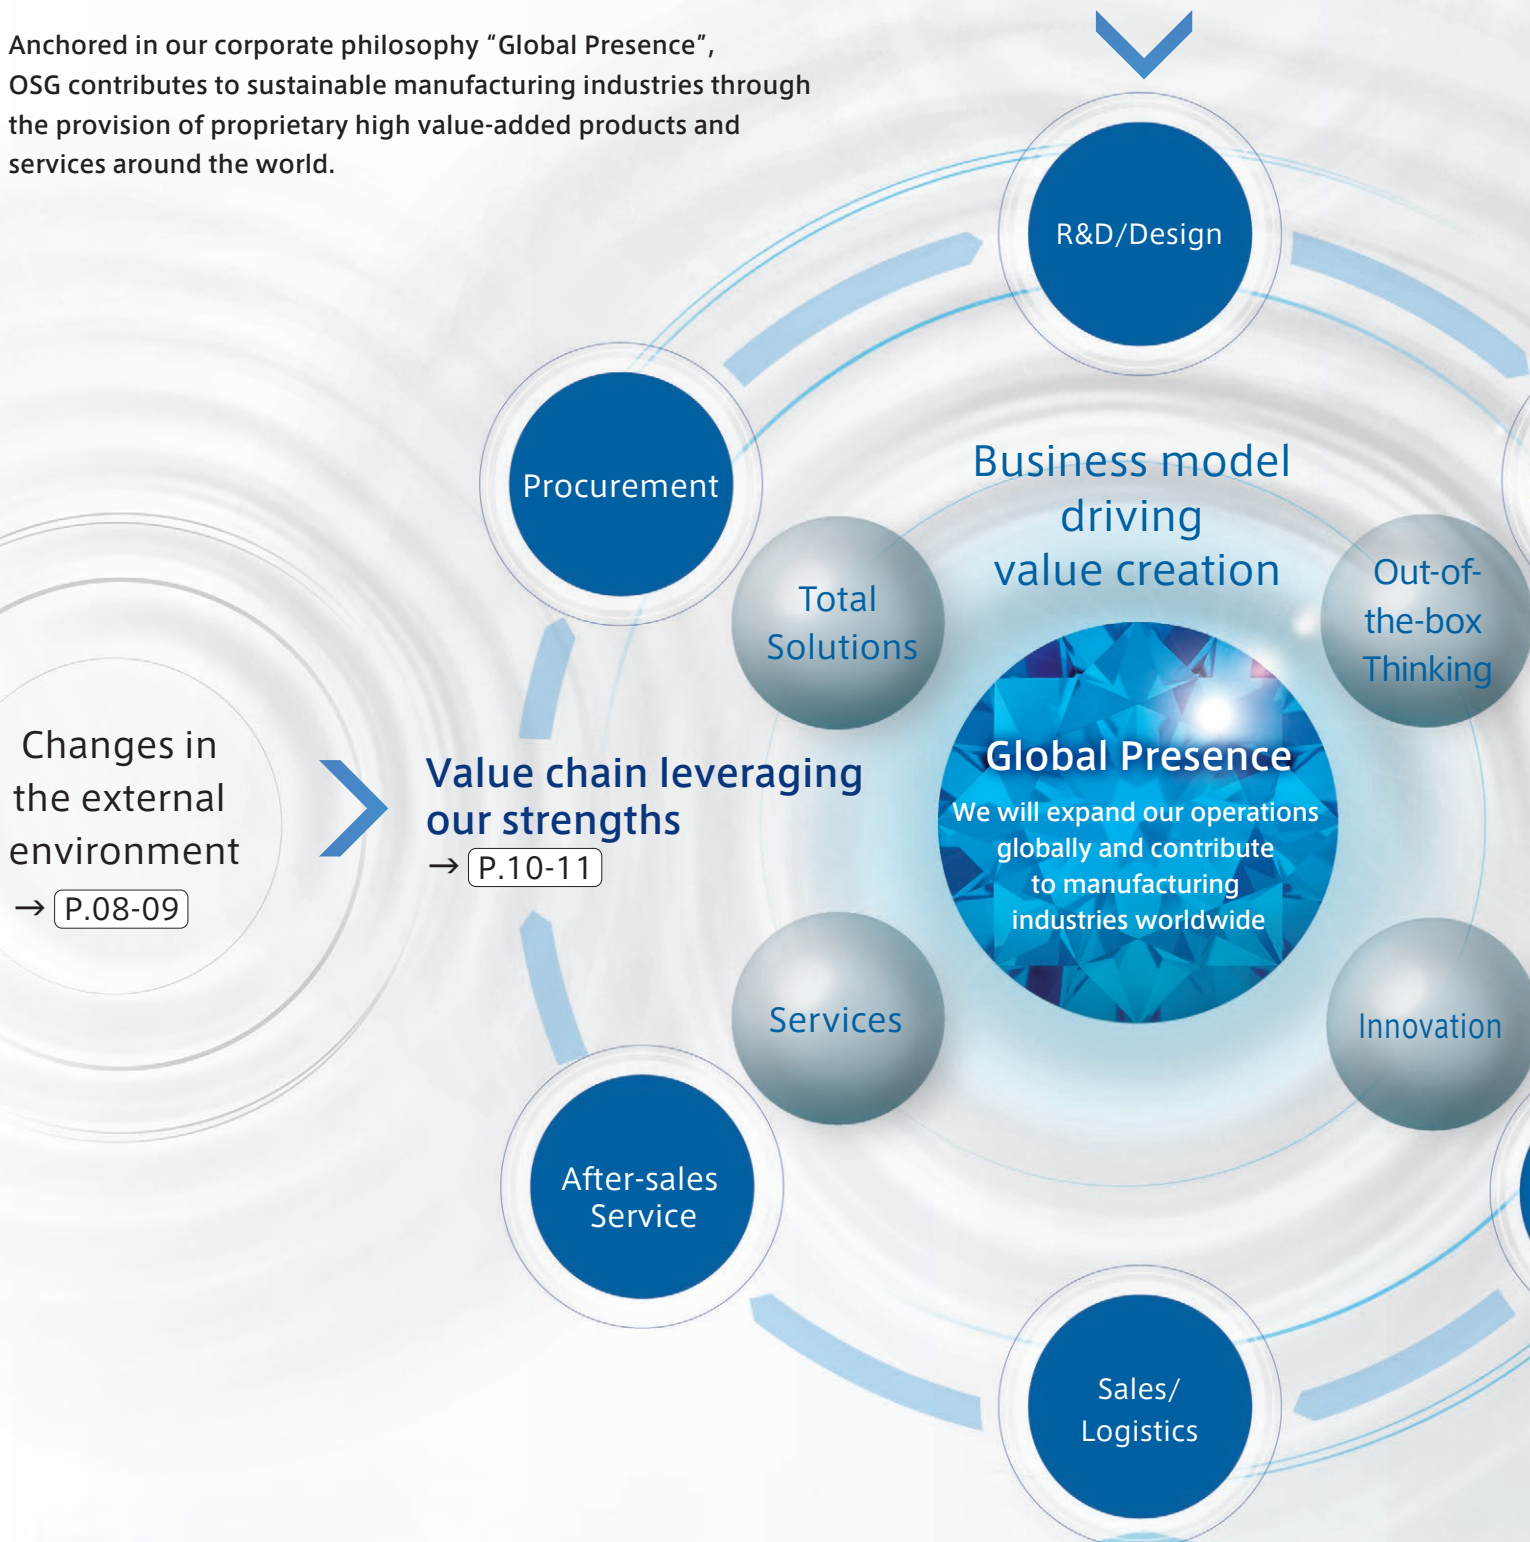 Anchored in our corporate philosophy “Global Presence”,
OSG contributes to sustainable manufacturing industries through
the provision of proprietary high value-added products and
services around the world.
R&D/Design
Procurement
Business model
driving
value creation
Total
Solutions
Out-of-
the-box
Thinking
Changes in
the external
environment
→ P.08-09
Value chain leveraging
our strengths
→ P.10-11
Global Presence
We will expand our operations
globally and contribute
to manufacturing
industries worldwide
Services
Innovation
After-sales
Service
Sales/
Logistics